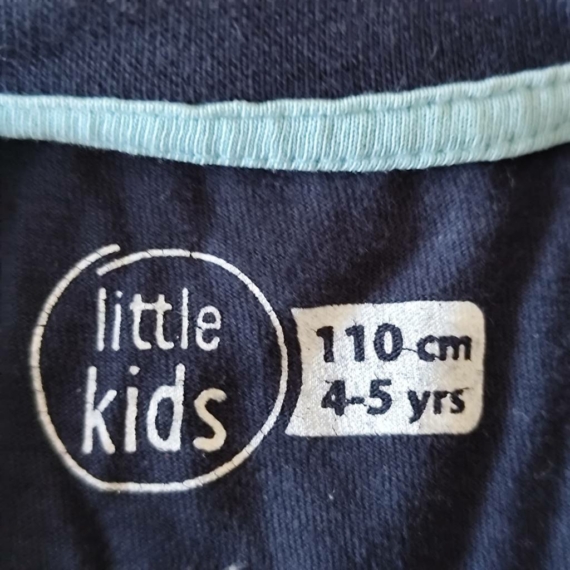 little
kids
110 cm
4-5 yrs